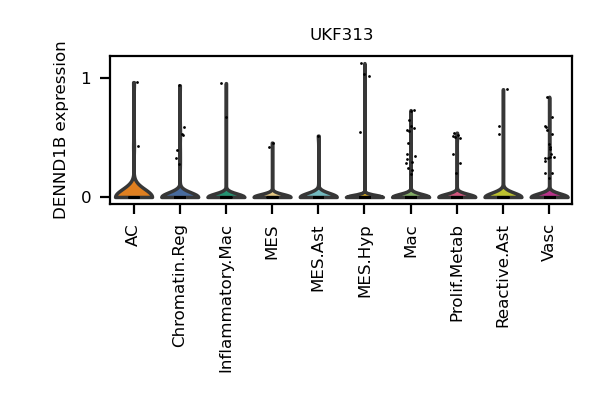 UKF313
DENND1B expression
1
0
AC
Chromatin.Reg
Inflammatory.Mac
MES
MES.Ast
MES.Hyp
Mac
Prolif.Metab
Reactive.Ast
Vasc